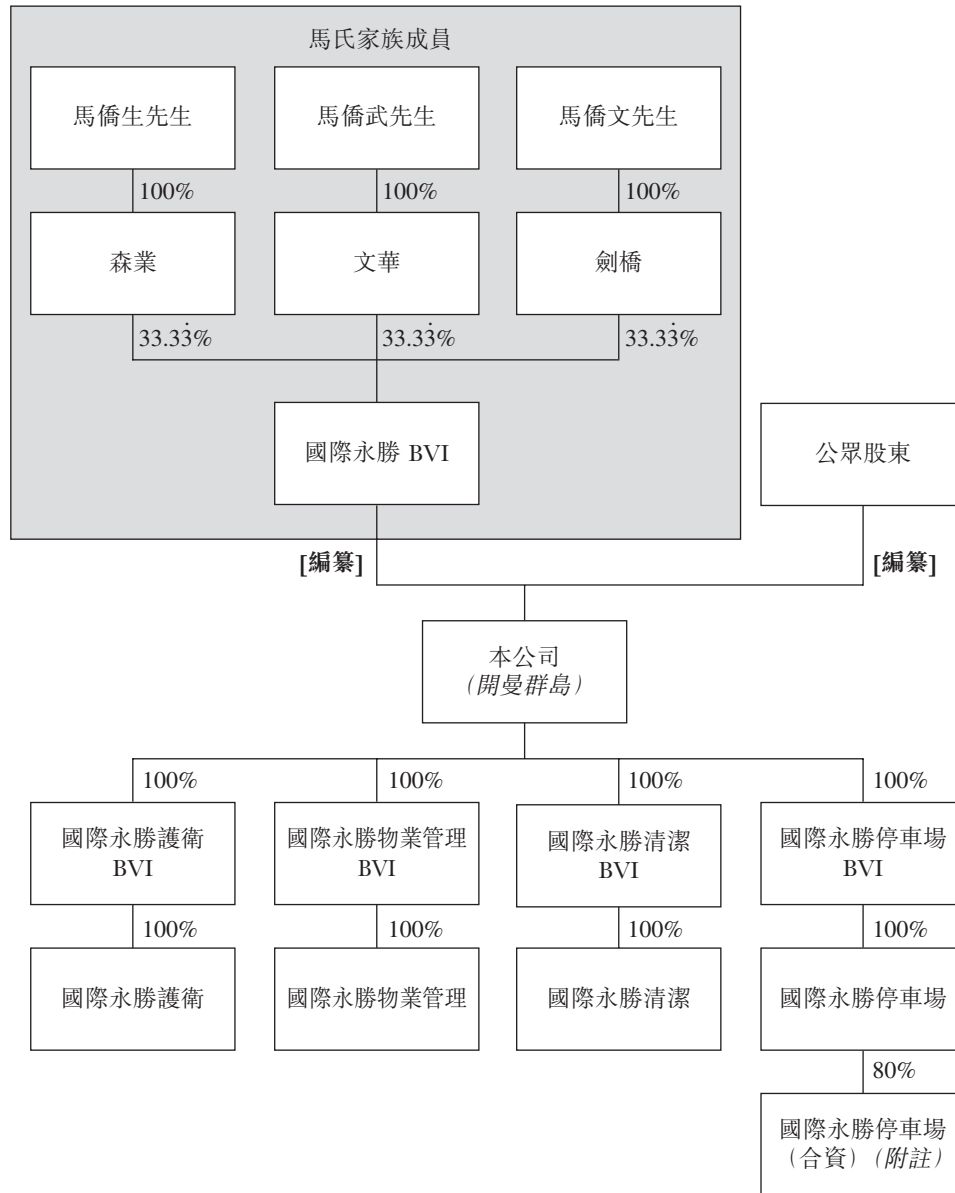 馬氏家族成員
馬僑生先生
馬僑武先生
馬僑文先生
100%
100%
100%
森業
文華
劍橋
33.33̇%
33.33̇%
33.33̇%
國際永勝 BVI
公眾股東
[編纂]
[編纂]
本公司
（開曼群島）
100%
100%
100%
100%
國際永勝護衛
BVI
國際永勝物業管理
BVI
國際永勝清潔
BVI
國際永勝停車場
BVI
100%
100%
100%
100%
國際永勝護衛
國際永勝物業管理
國際永勝清潔
國際永勝停車場
80%
國際永勝停車場
（合資）（附註）